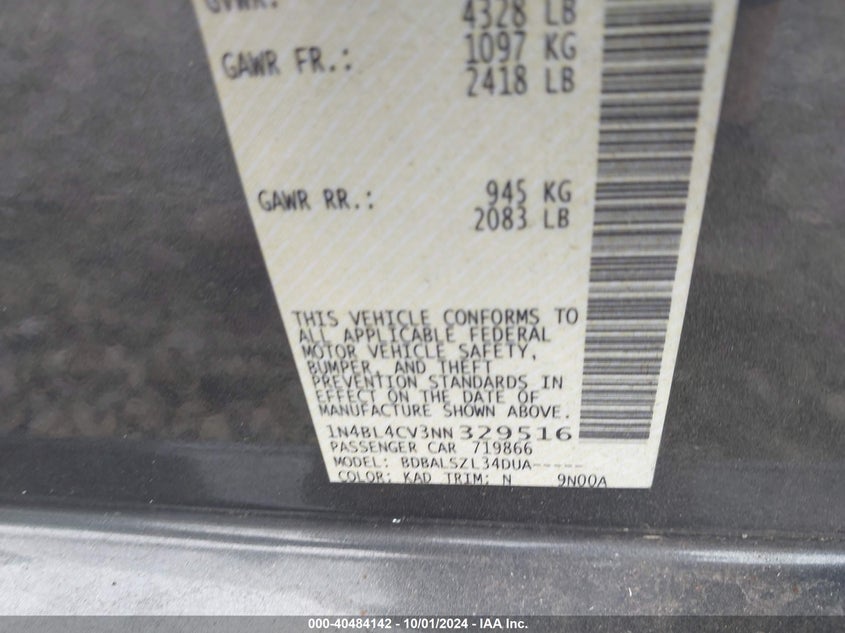 GVWR:
4328 LB
GAWR FR.: 1097 KG
2418 LB
GAWR RR.: 945 KG
2083 LB
THIS VEHICLE CONFORMS TO
ALL APPLICABLE FEDERAL
MOTOR VEHICLE SAFETY,
BUMPER, AND THEFT
PREVENTION STANDARDS IN
EFFECT ON THE DATE OF
MANUFACTURE SHOWN ABOVE.
1N4BL4CV3NN329516
PASSENGER CAR 719866
MODEL: BDBALSZL34DUA-----
COLOR: KAD TRIM: N 9N00A
000-40484142 - 10/01/2024 - IAA Inc.